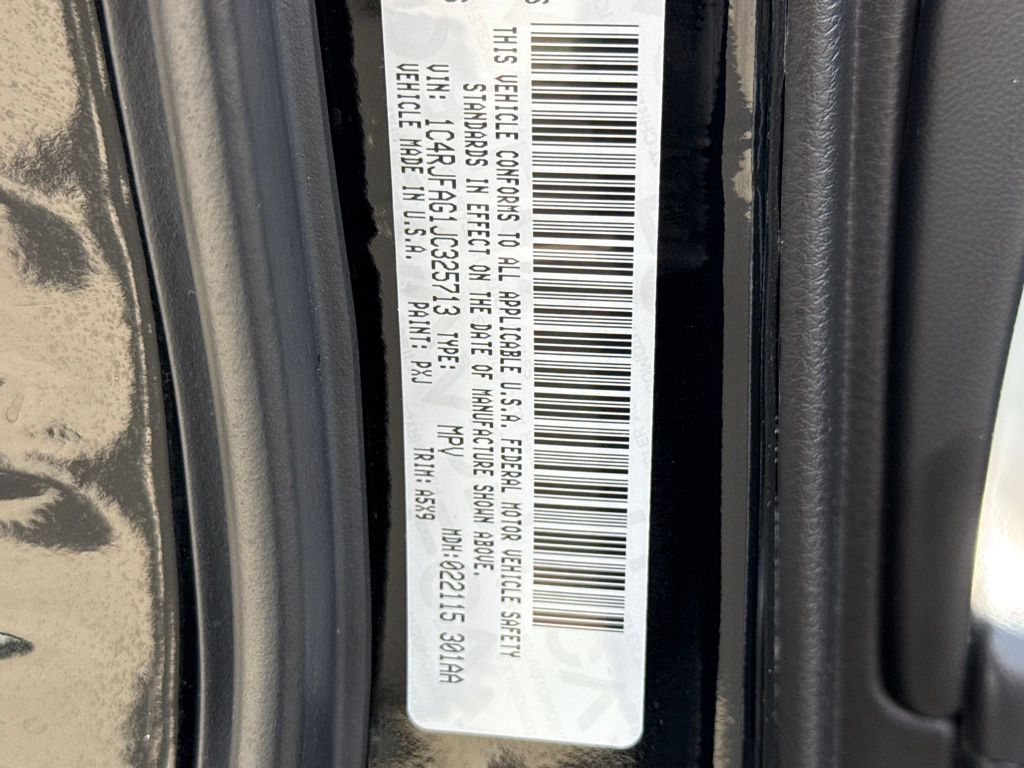 THIS VEHICLE CONFORMS TO ALL APPLICABLE U.S.A. FEDERAL MOTOR VEHICLE SAFETY
STANDARDS IN EFFECT ON THE DATE OF MANUFACTURE SHOWN ABOVE.
VIN: 1C4RJFAG1JC325713 TYPE: MPV MDH:022115 301AA
VEHICLE MADE IN U.S.A. PAINT: PXJ TRIM: A5X9